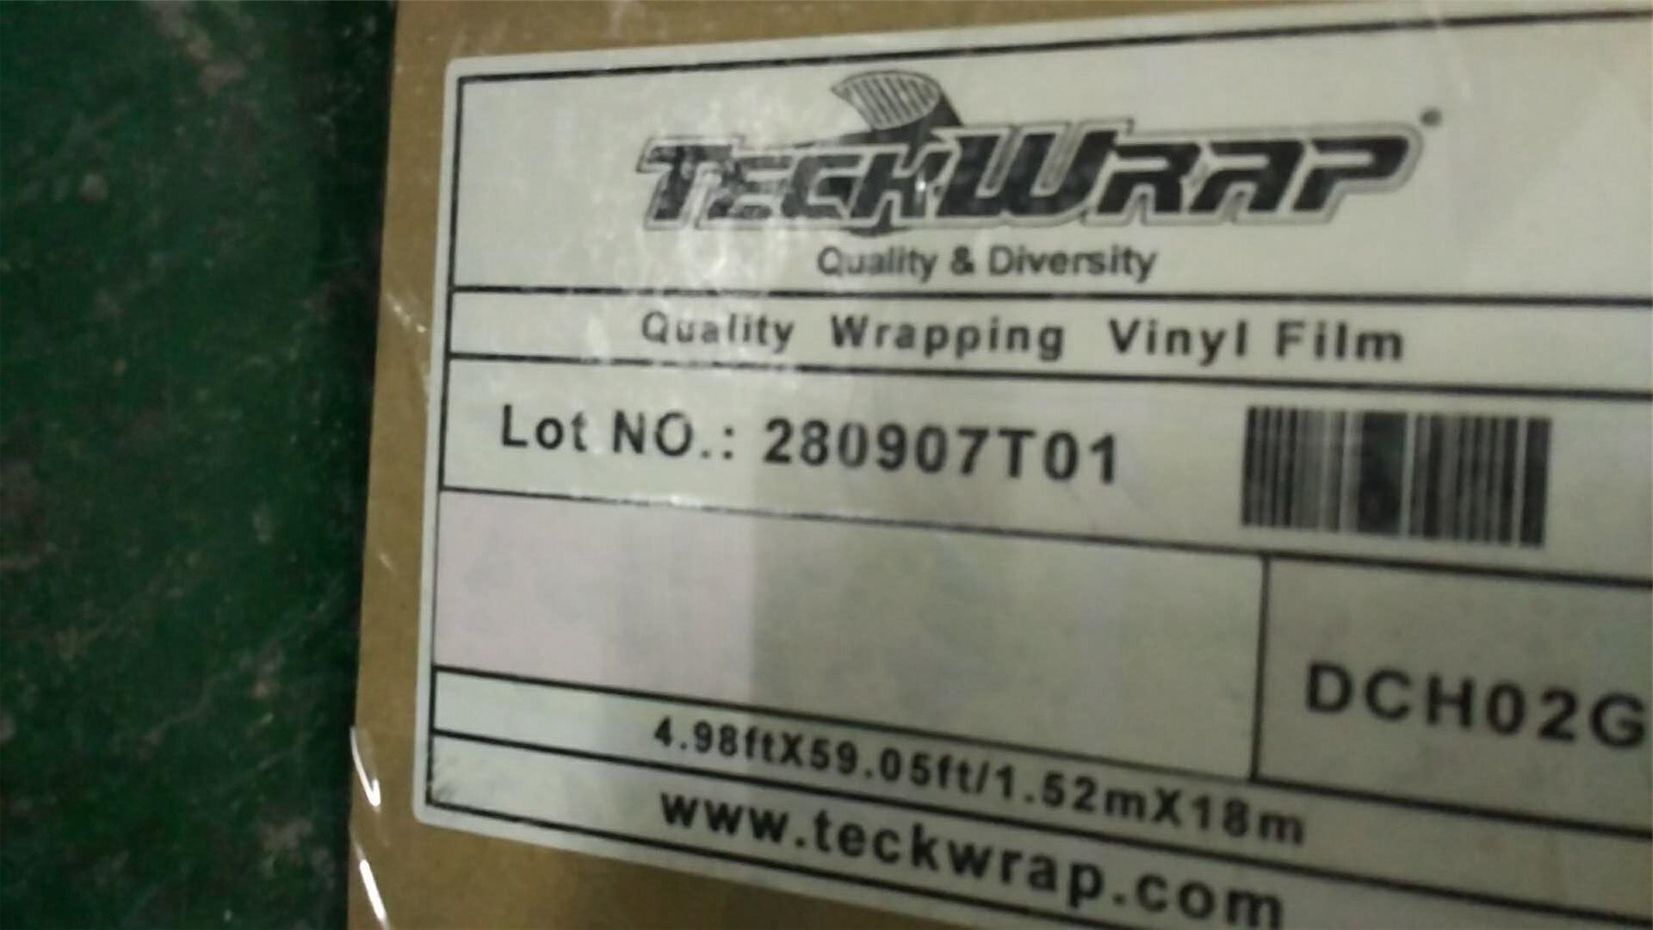 TECKWRAP®
Quality & Diversity
Quality Wrapping Vinyl Film
Lot NO.: 280907T01
DCH02G
4.98ftX59.05ft/1.52mX18m
www.teckwrap.com